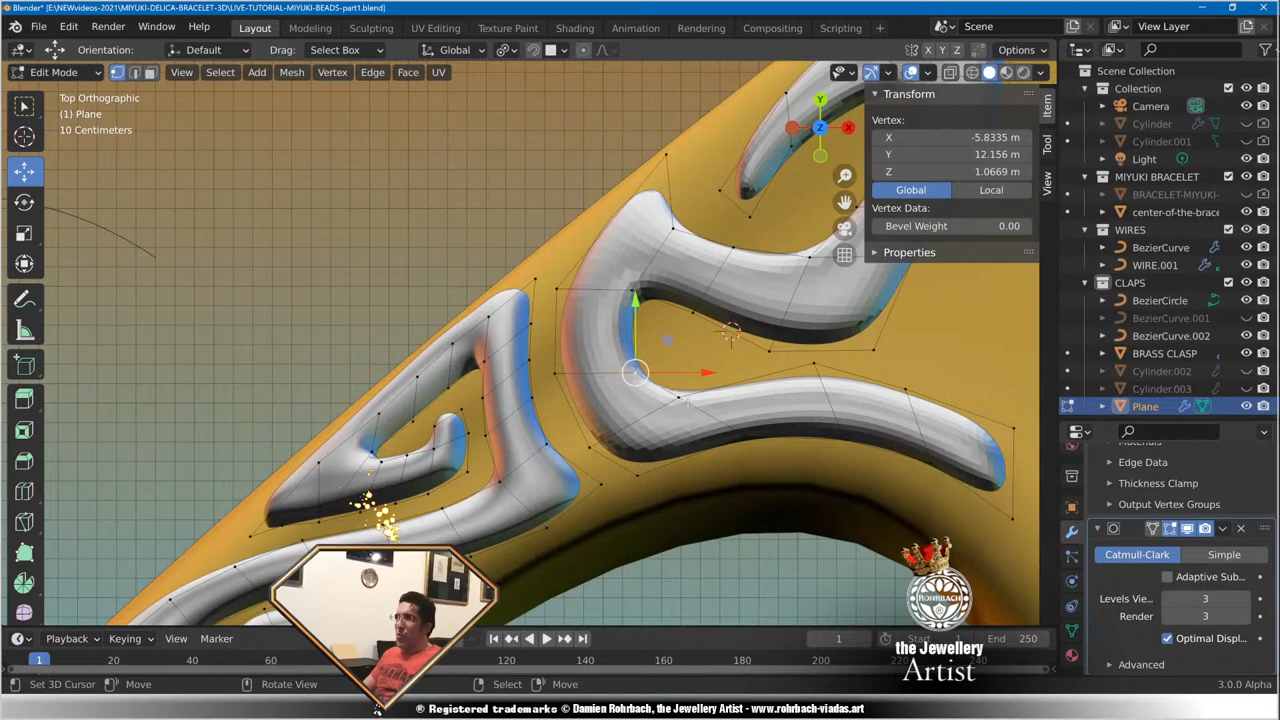 Blender* [E:\NEWvideos-2021\MIYUKI-DELICA-BRACELET-3D\LIVE-TUTORIAL-MIYUKI-BEADS-part1.blend]
File Edit Render Window Help Layout Modeling Sculpting UV Editing Texture Paint Shading Animation Rendering Compositing Scripting + Scene View Layer
Orientation: Default Drag: Select Box Global X Y Z Options
Edit Mode View Select Add Mesh Vertex Edge Face UV
Top Orthographic
(1) Plane
10 Centimeters
Y
Z
X
Transform
Vertex:
X -5.8335 m
Y 12.156 m
Z 1.0669 m
Global Local
Vertex Data:
Bevel Weight 0.00
Properties
Item
Tool
View
Scene Collection
Collection
Camera
Cylinder
Cylinder.001
Light
MIYUKI BRACELET
BRACELET-MIYUKI-
center-of-the-brace
WIRES
BezierCurve
WIRE.001
CLAPS
BezierCircle
BezierCurve.001
BezierCurve.002
BRASS CLASP
Cylinder.002
Cylinder.003
Plane
Materials
Edge Data
Thickness Clamp
Output Vertex Groups
Catmull-Clark Simple
Adaptive Sub...
Levels Vie... 3
Render 3
Optimal Displ...
Advanced
ROHRBACH
the Jewellery
Artist
Playback Keying View Marker 1 Start 1 End 250
1 20 40 60 120 140 160 180 200 220 240
Set 3D Cursor Move Rotate View Select Move 3.0.0 Alpha
® Registered trademarks © Damien Rohrbach, the Jewellery Artist - www.rohrbach-viadas.art